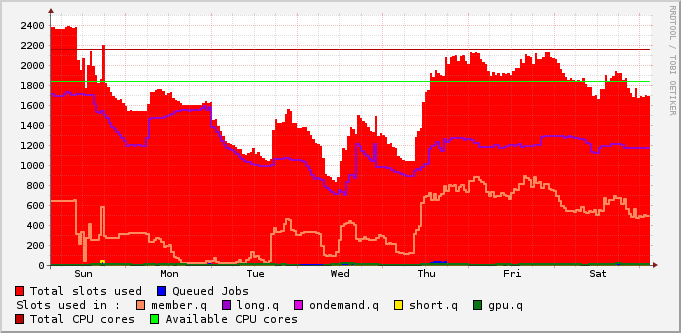 RRDTOOL / TOBI OETIKER
2400
2200
2000
1800
1600
1400
1200
1000
800
600
400
200
0
Sun Mon Tue Wed Thu Fri Sat
Total slots used Queued Jobs
Slots used in : member.q long.q ondemand.q short.q gpu.q
Total CPU cores Available CPU cores